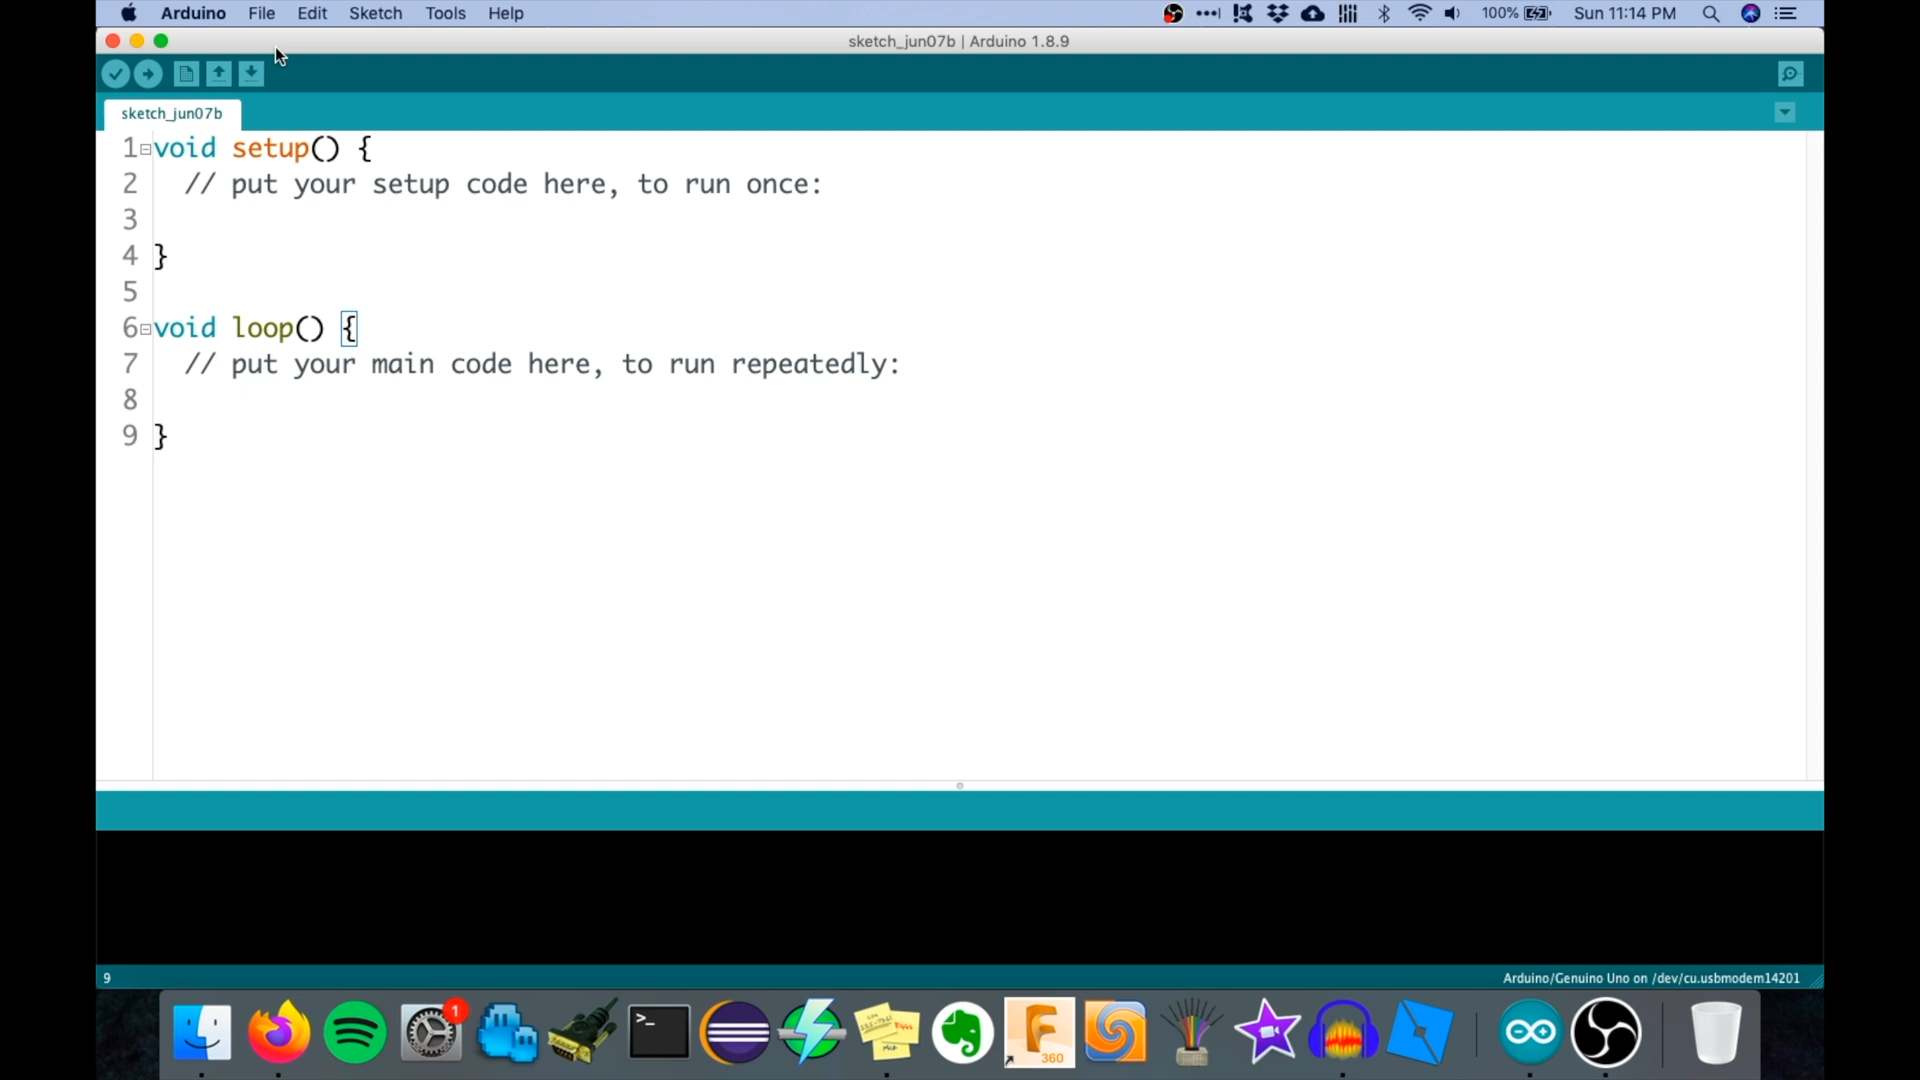 Arduino File Edit Sketch Tools Help 100% Sun 11:14 PM
sketch_jun07b | Arduino 1.8.9
sketch_jun07b
1 void setup() {
2 // put your setup code here, to run once:
3
4 }
5
6 void loop() {
7 // put your main code here, to run repeatedly:
8
9 }
9 Arduino/Genuino Uno on /dev/cu.usbmodem14201
1
>_
F
360